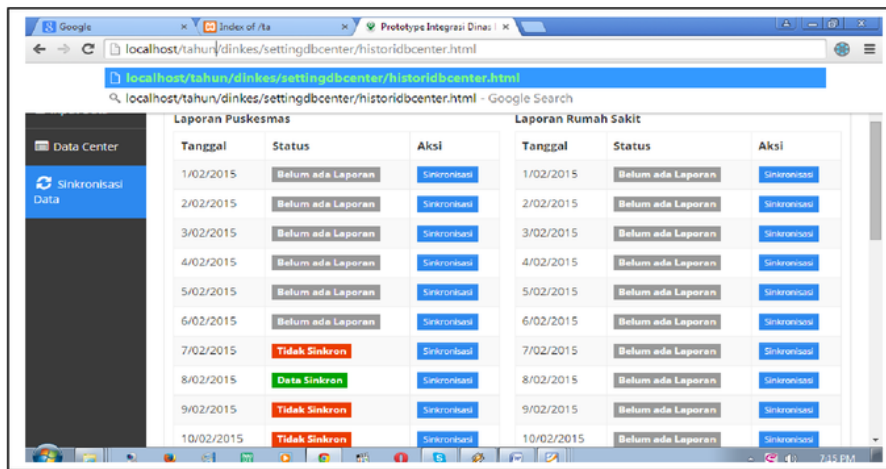 Google
Index of /ta
Prototype Integrasi Dinas
localhost/tahun/dinkes/settingdbcenter/historidbcenter.html
localhost/tahun/dinkes/settingdbcenter/historidbcenter.html
localhost/tahun/dinkes/settingdbcenter/historidbcenter.html - Google Search
Laporan Puskesmas
Laporan Rumah Sakit
Data Center
Sinkronisasi
Data
Tanggal Status Aksi Tanggal Status Aksi
1/02/2015 Belum ada Laporan Sinkronisasi 1/02/2015 Belum ada Laporan Sinkronisasi
2/02/2015 Belum ada Laporan Sinkronisasi 2/02/2015 Belum ada Laporan Sinkronisasi
3/02/2015 Belum ada Laporan Sinkronisasi 3/02/2015 Belum ada Laporan Sinkronisasi
4/02/2015 Belum ada Laporan Sinkronisasi 4/02/2015 Belum ada Laporan Sinkronisasi
5/02/2015 Belum ada Laporan Sinkronisasi 5/02/2015 Belum ada Laporan Sinkronisasi
6/02/2015 Belum ada Laporan Sinkronisasi 6/02/2015 Belum ada Laporan Sinkronisasi
7/02/2015 Tidak Sinkron Sinkronisasi 7/02/2015 Belum ada Laporan Sinkronisasi
8/02/2015 Data Sinkron Sinkronisasi 8/02/2015 Belum ada Laporan Sinkronisasi
9/02/2015 Tidak Sinkron Sinkronisasi 9/02/2015 Belum ada Laporan Sinkronisasi
10/02/2015 Tidak Sinkron Sinkronisasi 10/02/2015 Belum ada Laporan Sinkronisasi
7:15 PM